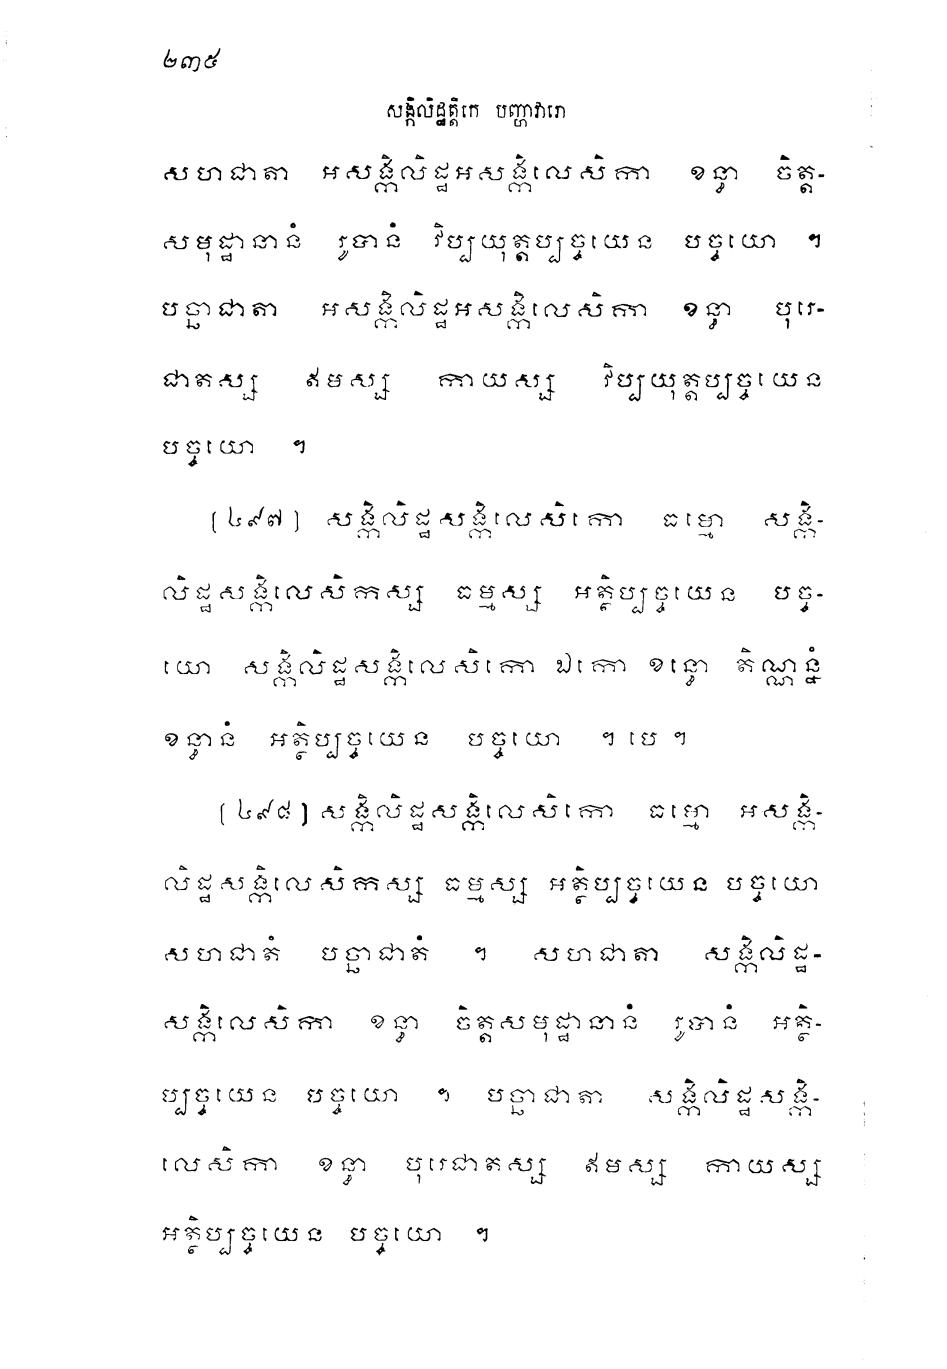 ២៣៥
សង្កិលិដ្ឋត្តិកេ បញ្ហាវារោ
សហជាតា អសង្កិលិដ្ឋអសង្កិលេសិកា ខន្ធា ចិត្ត-
សមុដ្ឋានានំ រូបានំ វិប្បយុត្តប្បច្ចយេន បច្ចយោ ។
បច្ឆាជាតា អសង្កិលិដ្ឋអសង្កិលេសិកា ខន្ធា បុរេ-
ជាតស្ស ឥមស្ស កាយស្ស វិប្បយុត្តប្បច្ចយេន
បច្ចយោ ។
[៤៩៧] សង្កិលិដ្ឋសង្កិលេសិកោ ធម្មោ សង្កិ-
លិដ្ឋសង្កិលេសិកស្ស ធម្មស្ស អត្ថិប្បច្ចយេន បច្ច-
យោ សង្កិលិដ្ឋសង្កិលេសិកោ ឯកោ ខន្ធោ តិណ្ណន្នំ
ខន្ធានំ អត្ថិប្បច្ចយេន បច្ចយោ ។ បេ ។
[៤៩៨] សង្កិលិដ្ឋសង្កិលេសិកោ ធម្មោ អសង្កិ-
លិដ្ឋសង្កិលេសិកស្ស ធម្មស្ស អត្ថិប្បច្ចយេន បច្ចយោ
សហជាតំ បច្ឆាជាតំ ។ សហជាតា សង្កិលិដ្ឋ-
សង្កិលេសិកា ខន្ធា ចិត្តសមុដ្ឋានានំ រូបានំ អត្ថិ-
ប្បច្ចយេន បច្ចយោ ។ បច្ឆាជាតា សង្កិលិដ្ឋសង្កិ-
លេសិកា ខន្ធា បុរេជាតស្ស ឥមស្ស កាយស្ស
អត្ថិប្បច្ចយេន បច្ចយោ ។